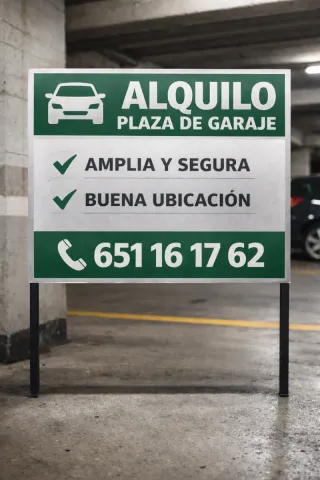 ALQUILO
PLAZA DE GARAJE
AMPLIA Y SEGURA
BUENA UBICACIÓN
651 16 17 62